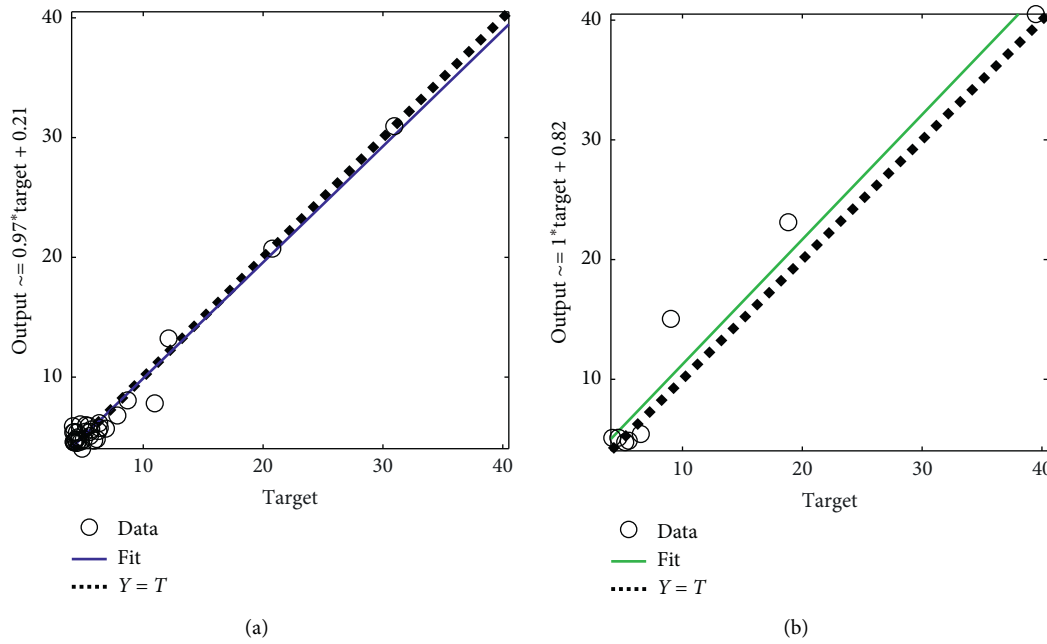 Output ~= 0.97*target + 0.21
40
30
20
10
10
20
30
40
Target
Data
Fit
Y = T
(a)
Output ~= 1*target + 0.82
40
30
20
10
10
20
30
40
Target
Data
Fit
Y = T
(b)